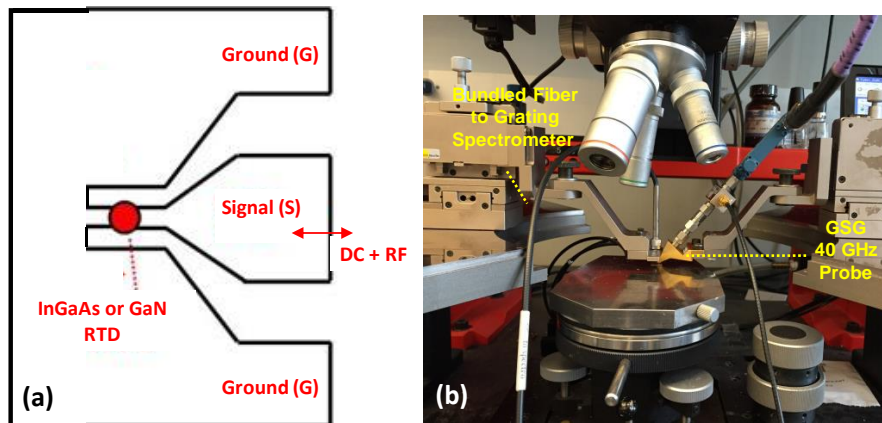 Ground (G)
Signal (S)
DC + RF
InGaAs or GaN
RTD
Ground (G)
(a)
Bundled Fiber
to Grating
Spectrometer
GSG
40 GHz
Probe
(b)